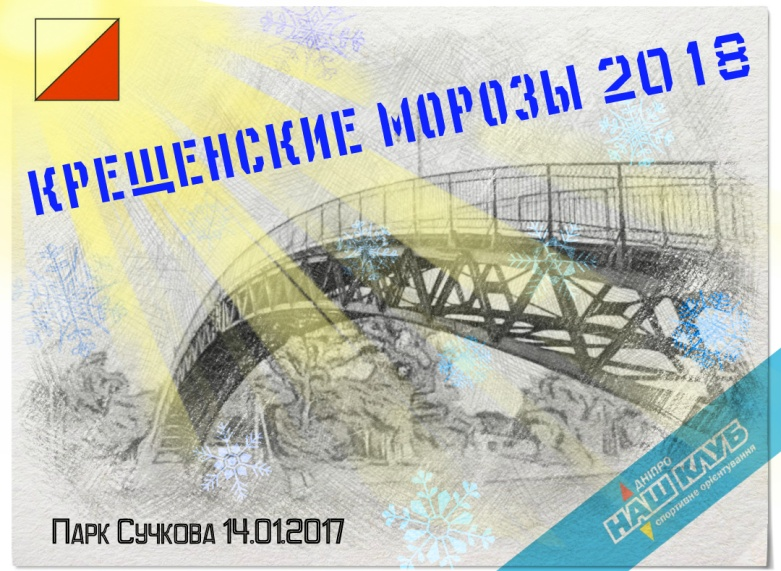 КРЕЩЕНСКИЕ МОРОЗЫ 2018
Парк Сучкова 14.01.2017
ДНІПРО
НАШ КЛУБ
спортивне орієнтування